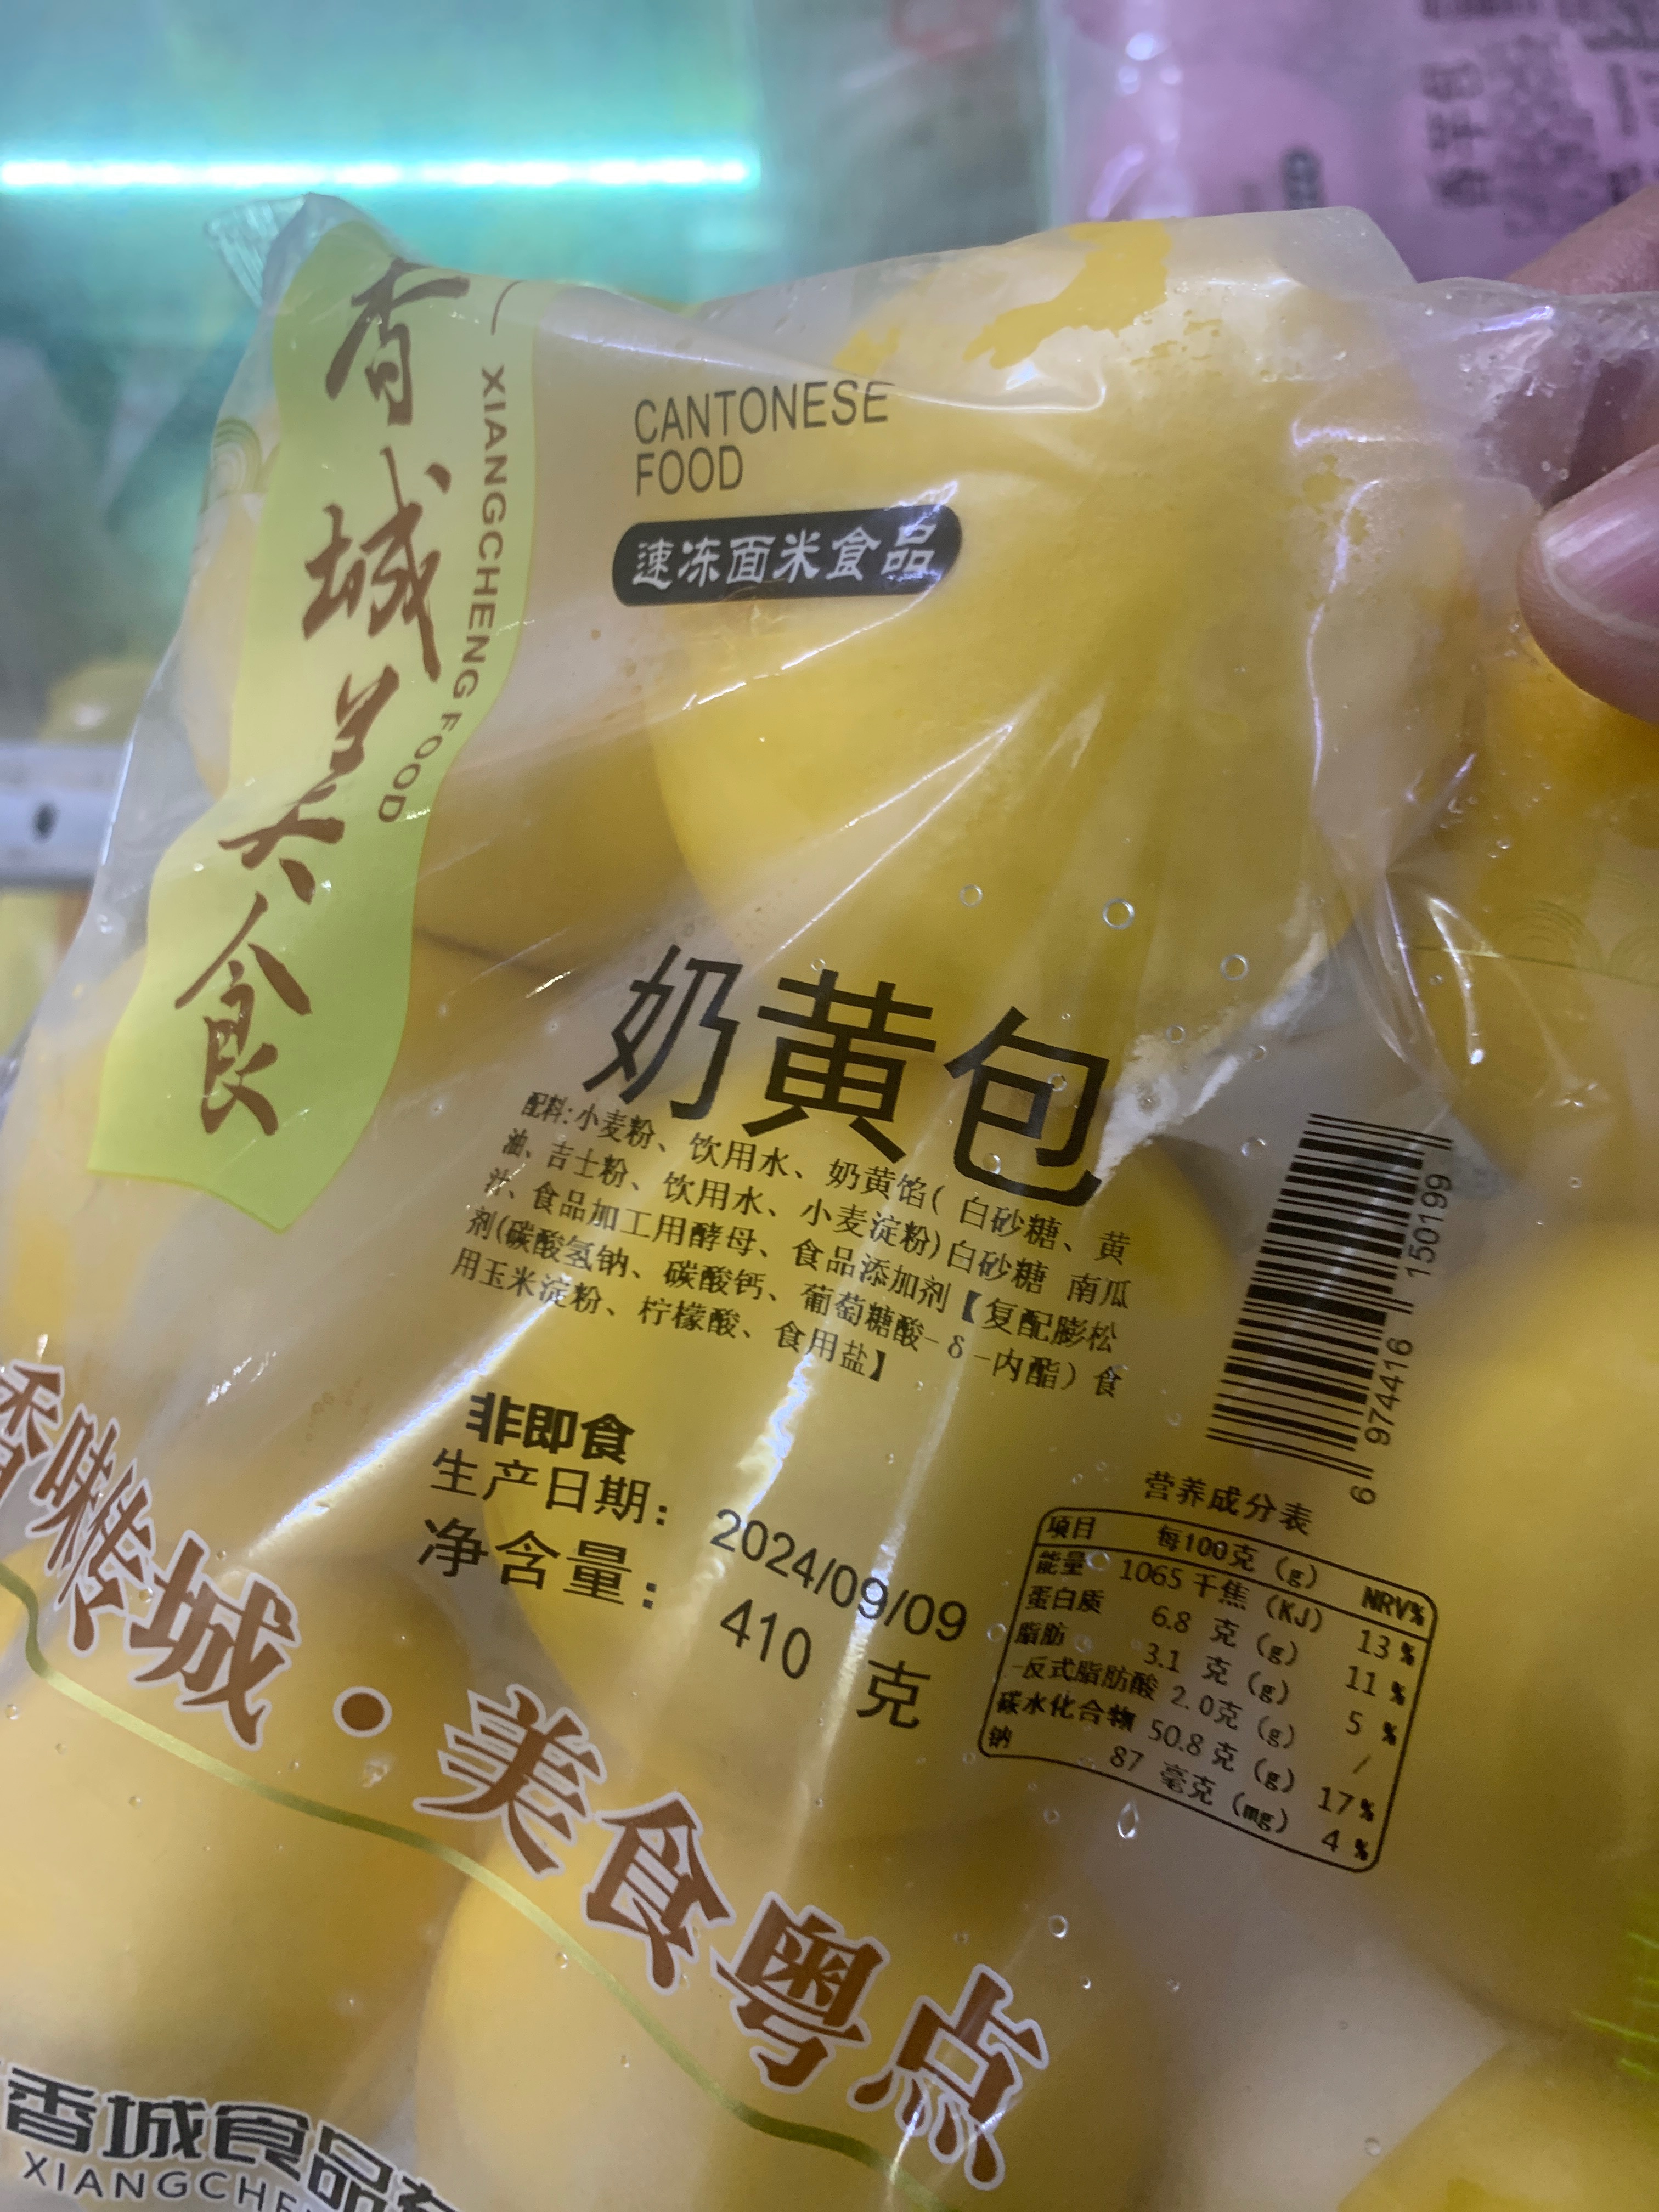 香城美食
XIANGCHENG FOOD
CANTONESE
FOOD
速冻面米食品
奶黄包
配料:小麦粉、饮用水、奶黄馅(白砂糖、黄
油、吉士粉、饮用水、小麦淀粉)白砂糖 南瓜
汁、食品加工用酵母、食品添加剂【复配膨松
剂(碳酸氢钠、碳酸钙、葡萄糖酸-δ-内酯)食
用玉米淀粉、柠檬酸、食用盐】
非即食
生产日期: 2024/09/09
净含量: 410 克
6 974416 150199
营养成分表
项目 每100克 (g) NRV%
能量 1065 千焦 (KJ) 13 %
蛋白质 6.8 克 (g) 11 %
脂肪 3.1 克 (g) 5 %
-反式脂肪酸 2.0克 (g) /
碳水化合物 50.8 克 (g) 17%
钠 87 毫克 (mg) 4 %
香味传城·美食粤点
香城食品
XIANGCHE